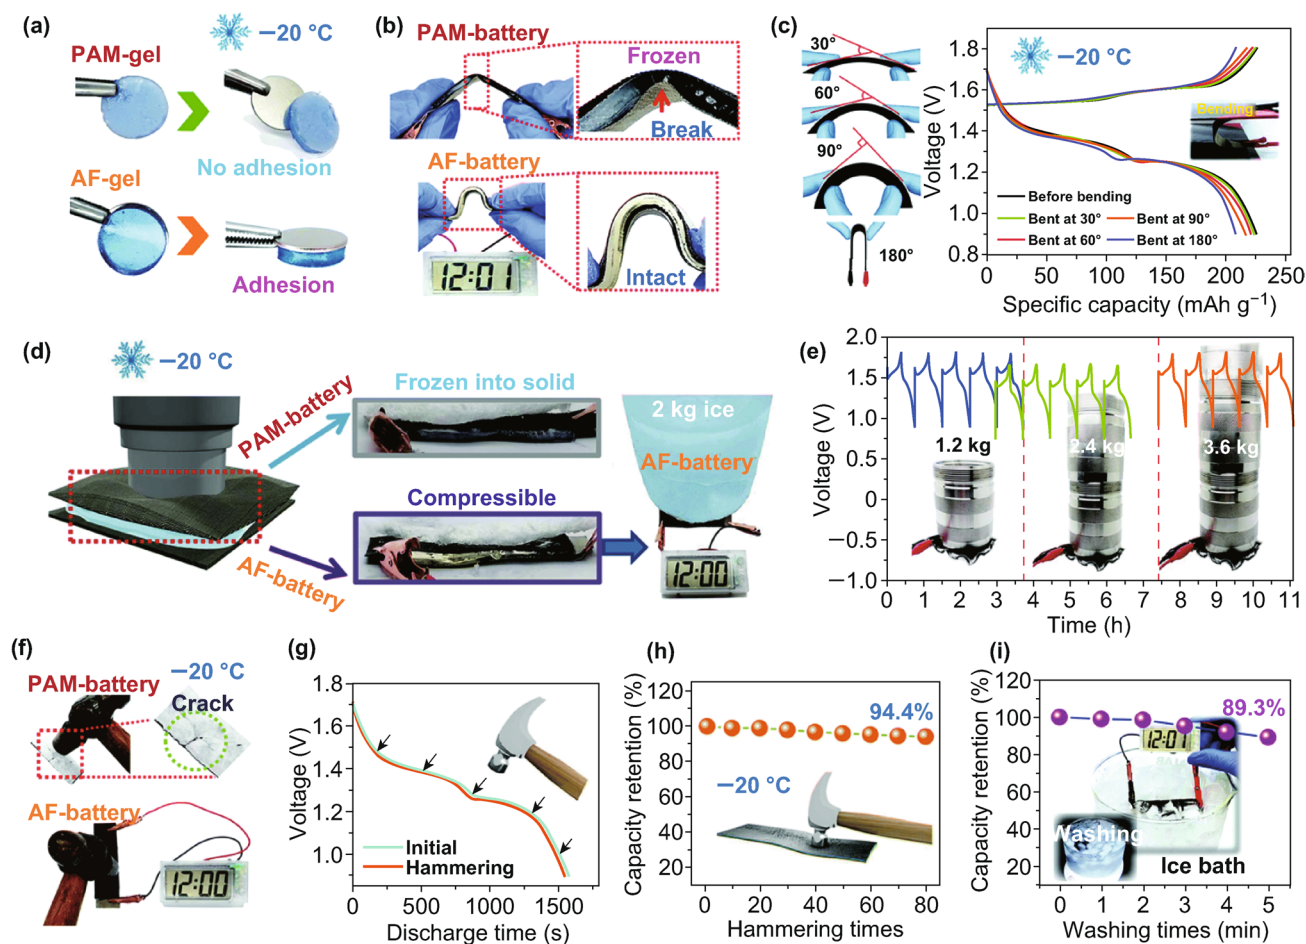 (a)
−20 °C
PAM-gel
No adhesion
AF-gel
Adhesion
(b)
PAM-battery
Frozen
Break
AF-battery
12:01
Intact
(c)
30°
60°
90°
180°
−20 °C
Bending
Voltage (V)
1.8
1.6
1.4
1.2
1.0
0.8
Before bending
Bent at 30°
Bent at 90°
Bent at 60°
Bent at 180°
0
50
100
150
200
250
Specific capacity (mAh g−1)
(d)
−20 °C
PAM-battery
Frozen into solid
AF-battery
Compressible
2 kg ice
AF-battery
12:00
(e)
Voltage (V)
2.0
1.5
1.0
0.5
0
−0.5
−1.0
1.2 kg
2.4 kg
3.6 kg
0 1 2 3 4 5 6 7 8 9 10 11
Time (h)
(f)
−20 °C
PAM-battery
Crack
AF-battery
12:00
(g)
Voltage (V)
1.8
1.6
1.4
1.2
1.0
Initial
Hammering
0
500
1000
1500
Discharge time (s)
(h)
Capacity retention (%)
120
100
80
60
40
20
94.4%
−20 °C
0 10 20 30 40 50 60 70 80
Hammering times
(i)
Capacity retention (%)
120
100
80
60
40
20
89.3%
12:01
Washing
Ice bath
0 1 2 3 4 5
Washing times (min)